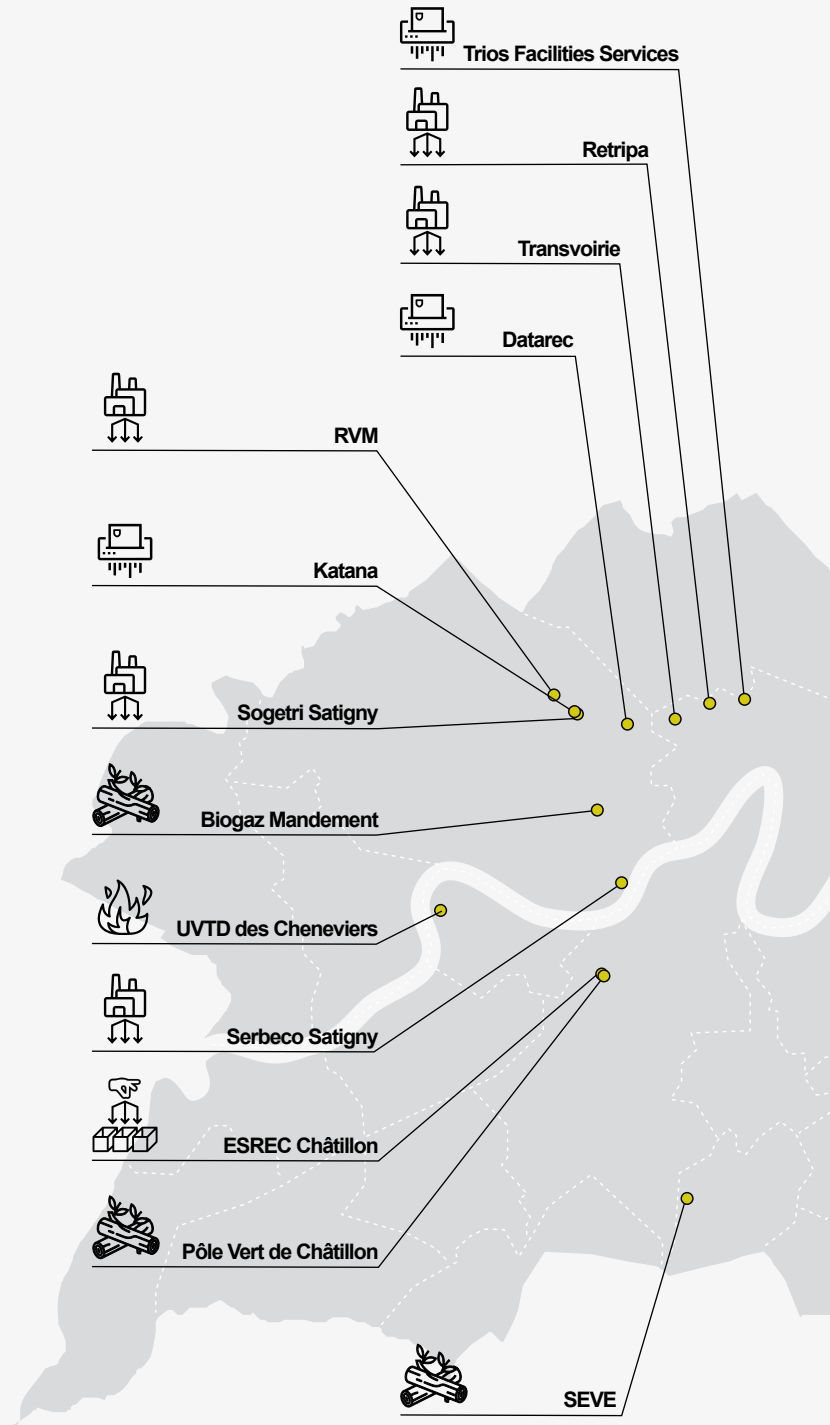 Trios Facilities Services
Retripa
Transvoirie
Datarec
RVM
Katana
Sogetri Satigny
Biogaz Mandement
UVTD des Cheneviers
Serbeco Satigny
ESREC Châtillon
Pôle Vert de Châtillon
SEVE